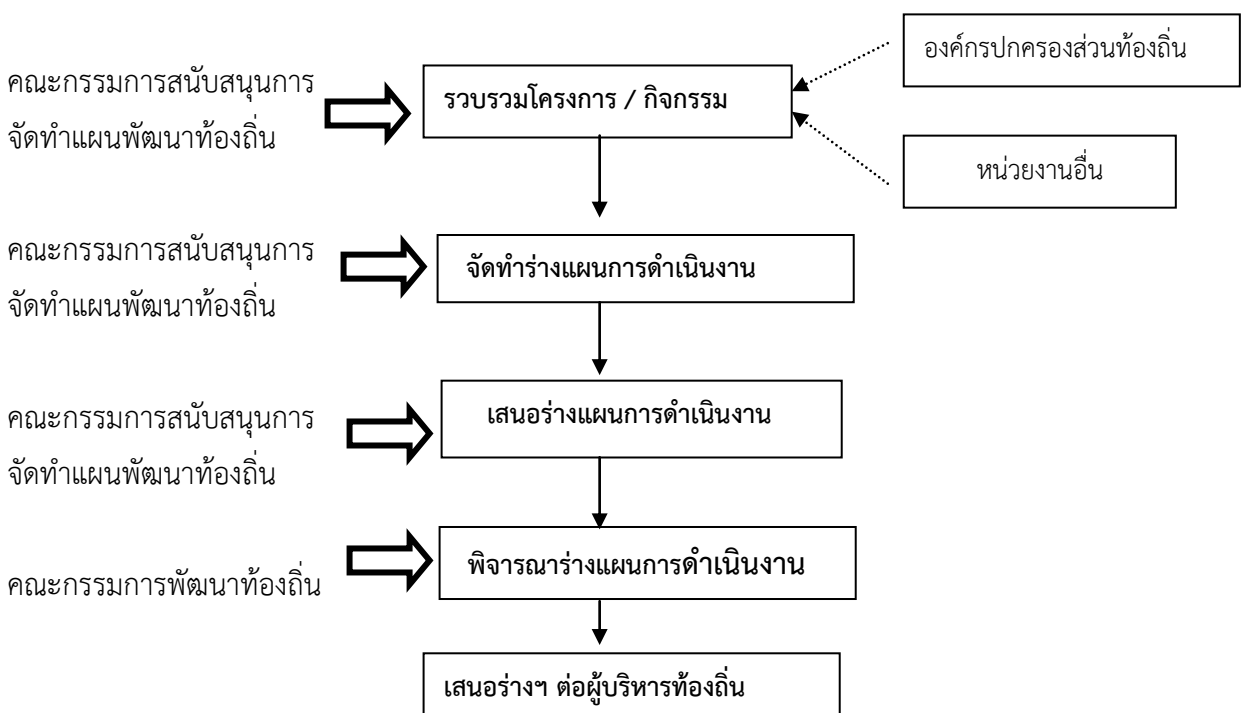 องค์กรปกครองส่วนท้องถิ่น
คณะกรรมการสนับสนุนการ
จัดทำแผนพัฒนาท้องถิ่น
รวบรวมโครงการ / กิจกรรม
หน่วยงานอื่น
คณะกรรมการสนับสนุนการ
จัดทำแผนพัฒนาท้องถิ่น
จัดทำร่างแผนการดำเนินงาน
คณะกรรมการสนับสนุนการ
จัดทำแผนพัฒนาท้องถิ่น
เสนอร่างแผนการดำเนินงาน
คณะกรรมการพัฒนาท้องถิ่น
พิจารณาร่างแผนการดำเนินงาน
เสนอร่างฯ ต่อผู้บริหารท้องถิ่น